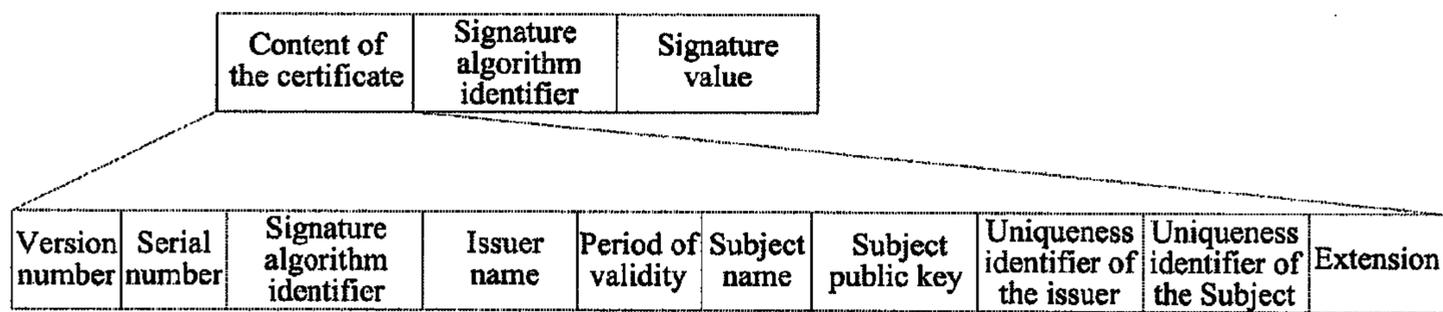 Content of
the certificate
Signature
algorithm
identifier
Signature
value
Version
number
Serial
number
Signature
algorithm
identifier
Issuer
name
Period of
validity
Subject
name
Subject
public key
Uniqueness
identifier of
the issuer
Uniqueness
identifier of
the Subject
Extension